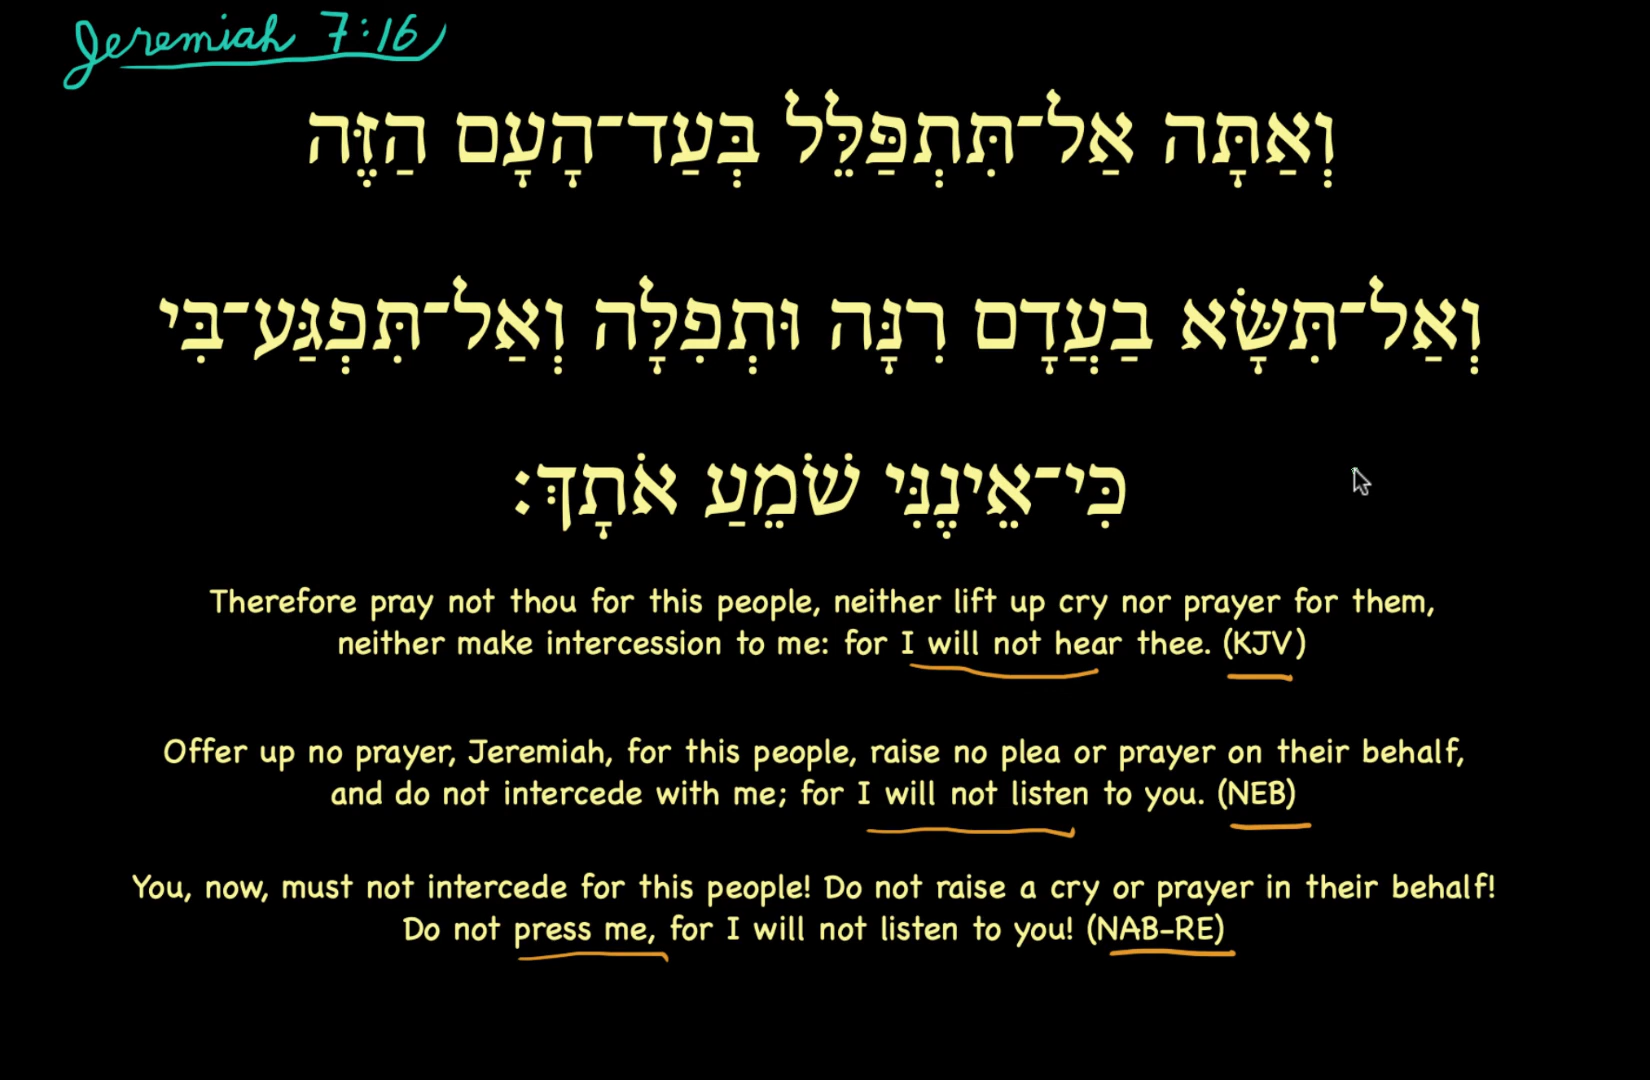 Jeremiah 7:16
וְאַתָּה אַל־תִּתְפַּלֵּל בְּעַד־הָעָם הַזֶּה
וְאַל־תִּשָּׂא בַעֲדָם רִנָּה וּתְפִלָּה וְאַל־תִּפְגַּע־בִּי
כִּי־אֵינֶנִּי שֹׁמֵעַ אֹתָךְ׃
Therefore pray not thou for this people, neither lift up cry nor prayer for them,
neither make intercession to me: for I will not hear thee. (KJV)
Offer up no prayer, Jeremiah, for this people, raise no plea or prayer on their behalf,
and do not intercede with me; for I will not listen to you. (NEB)
You, now, must not intercede for this people! Do not raise a cry or prayer in their behalf!
Do not press me, for I will not listen to you! (NAB-RE)